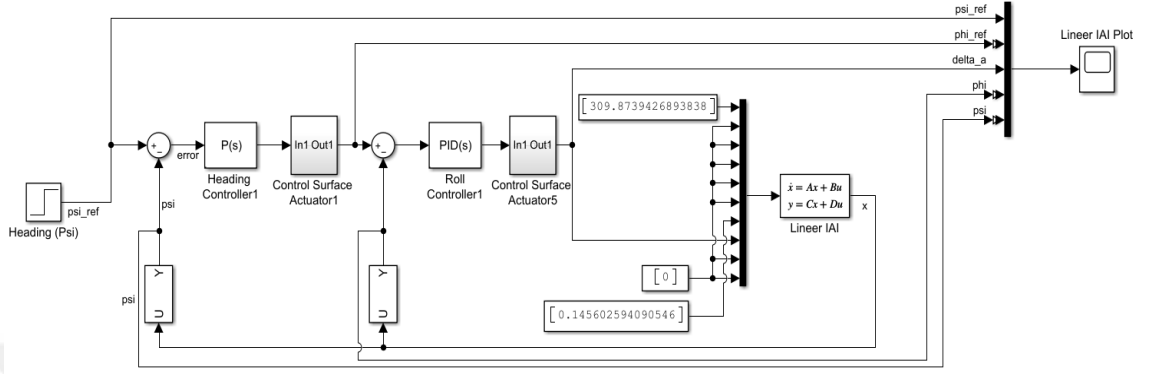 psi_ref
phi_ref
delta_a
phi
psi
Lineer IAI Plot
[309.8739426893838]
+
-
error
P(s)
Heading
Controller1
In1 Out1
Control Surface
Actuator1
+
-
PID(s)
Roll
Controller1
In1 Out1
Control Surface
Actuator5
psi
psi_ref
Heading (Psi)
ẋ = Ax + Bu
y = Cx + Du
Lineer IAI
x
psi
U Y
U Y
[0]
[0.145602594090546]